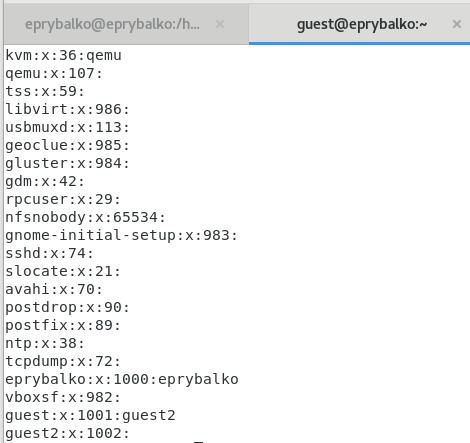 eprybalko@eprybalko:/h... × guest@eprybalko:~ ×
kvm:x:36:qemu
qemu:x:107:
tss:x:59:
libvirt:x:986:
usbmuxd:x:113:
geoclue:x:985:
gluster:x:984:
gdm:x:42:
rpcuser:x:29:
nfsnobody:x:65534:
gnome-initial-setup:x:983:
sshd:x:74:
slocate:x:21:
avahi:x:70:
postdrop:x:90:
postfix:x:89:
ntp:x:38:
tcpdump:x:72:
eprybalko:x:1000:eprybalko
vboxsf:x:982:
guest:x:1001:guest2
guest2:x:1002: